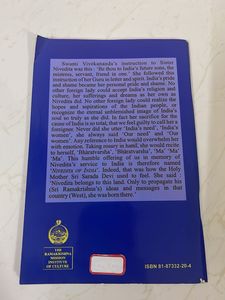 Swami Vivekananda's instruction to Sister
Nivedita was this : 'Be thou to India's future sons, the
mistress, servant, friend in one.' She followed this
instruction of her Guru in letter and spirit. India's pride
and shame became her personal pride and shame. No
other foreign lady could accept India's religion and
culture, her sufferings and dreams as her own as
Nivedita did. No other foreign lady could realize the
hopes and aspirations of the Indian people, or
recognize the eternal emblemised image of India's
soul so truly as she did. In fact her sacrifice for the
cause of India is so total, that we feel guilty to call her a
foreigner. Never did she utter 'India's need', 'India's
women', she always said 'Our need' and 'Our
women'. Any reference to India would overwhelm her
with emotion. Taking rosary in hand, she would recite
to herself, 'Bharatvarsha', 'Bharatvarsha', 'Ma' 'Ma'
'Ma'. This humble offering of us in memory of
Nivedita's service to India is therefore named
'NIVEDITA OF INDIA'. Indeed, that was how the Holy
Mother Sri Sarada Devi used to feel. She said :
'Nivedita belongs to this land. Only to propagate his
(Sri Ramakrishna's) ideas and messages in that
country (West), she was born there.'
THE
RAMAKRISHNA
MISSION
INSTITUTE
OF CULTURE
ISBN 81-87332-20-4